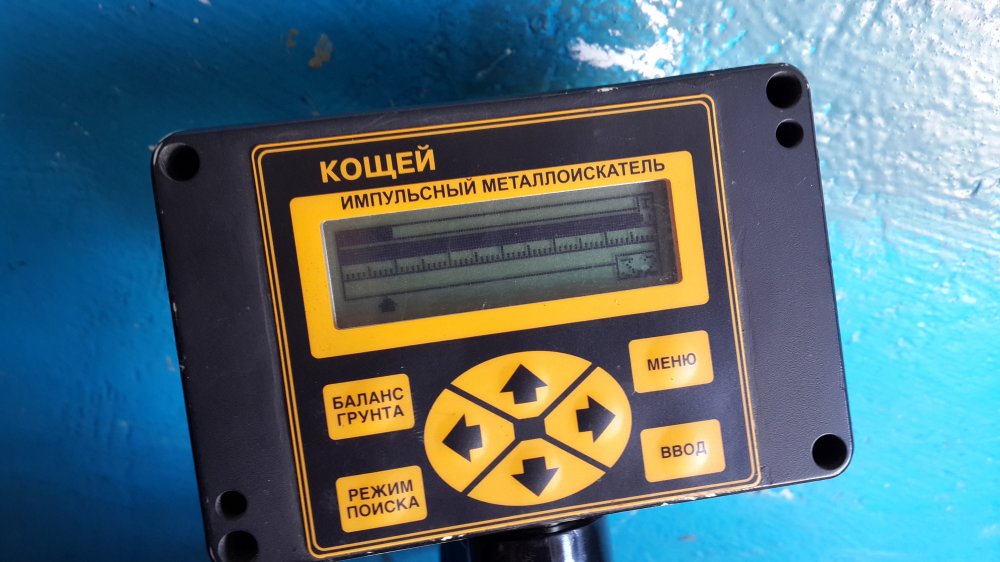 КОЩЕЙ
ИМПУЛЬСНЫЙ МЕТАЛЛОИСКАТЕЛЬ
БАЛАНС
ГРУНТА
МЕНЮ
РЕЖИМ
ПОИСКА
ВВОД